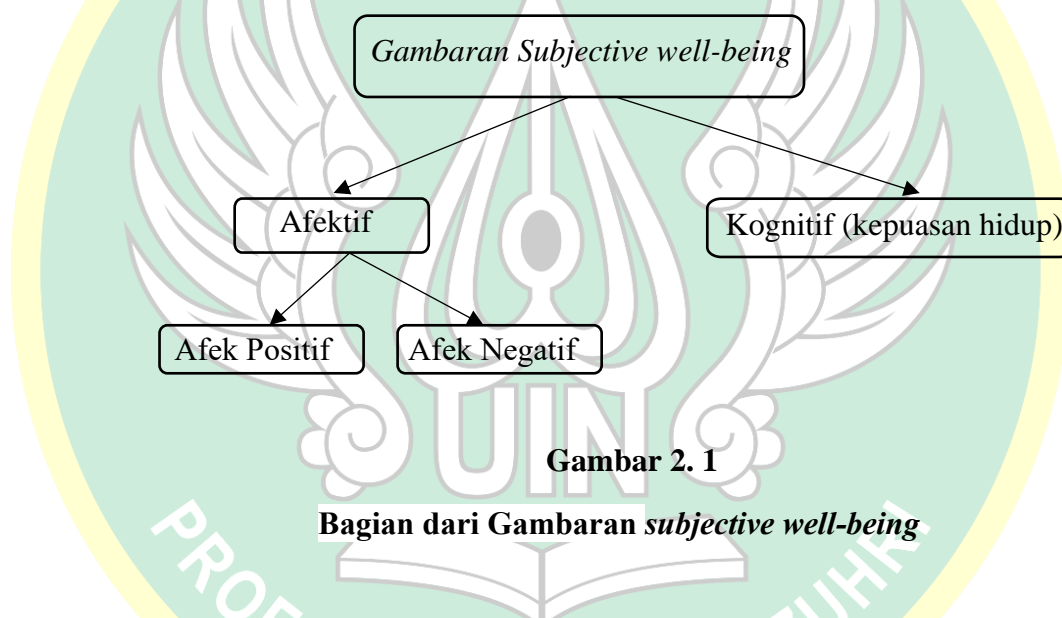 Gambaran Subjective well-being
Afektif
Kognitif (kepuasan hidup)
Afek Positif
Afek Negatif
UIN
Gambar 2. 1
Bagian dari Gambaran subjective well-being